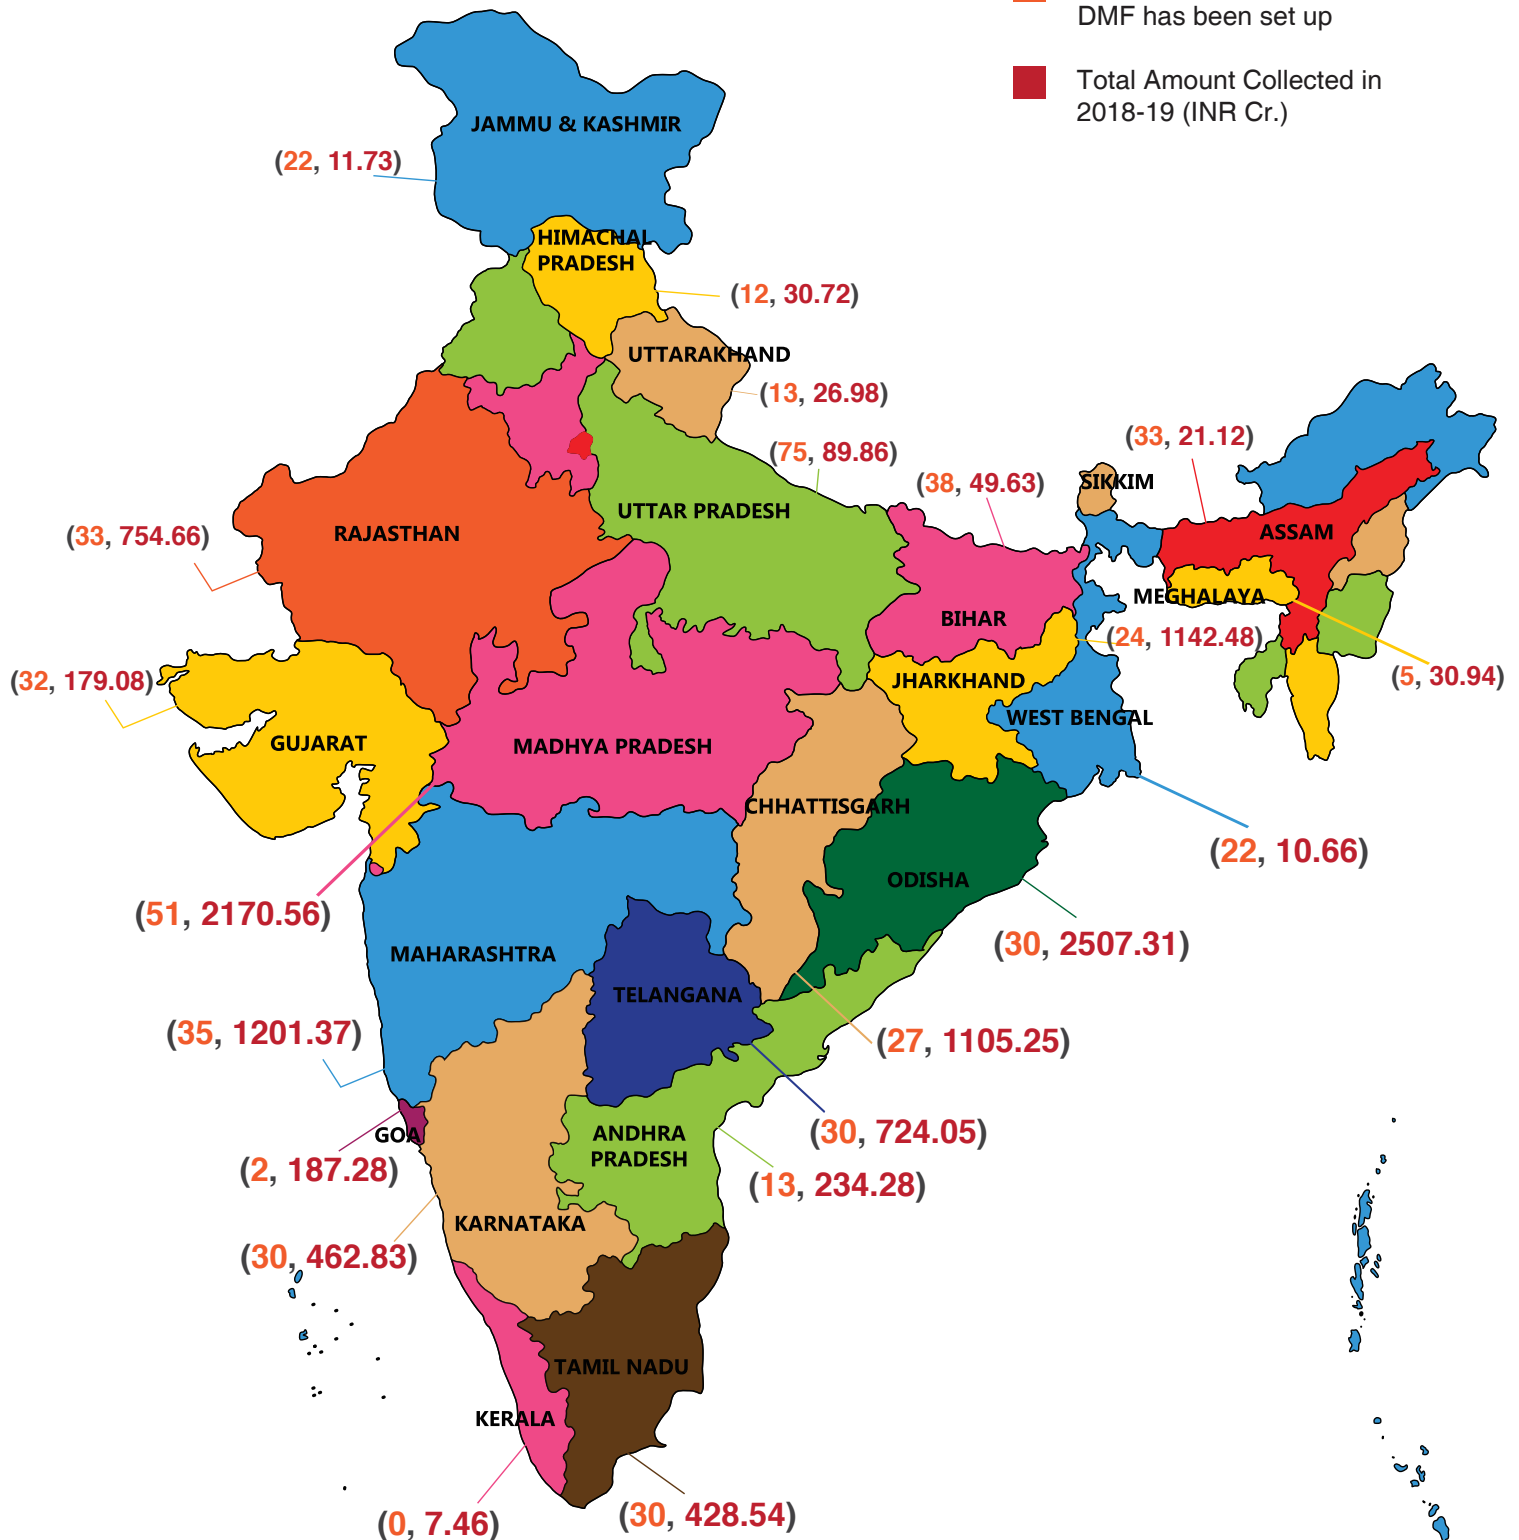 DMF has been set up
Total Amount Collected in
2018-19 (INR Cr.)
JAMMU & KASHMIR
(22, 11.73)
HIMACHAL
PRADESH
(12, 30.72)
UTTARAKHAND
(13, 26.98)
(75, 89.86)
(33, 21.12)
(38, 49.63)
SIKKIM
UTTAR PRADESH
RAJASTHAN
(33, 754.66)
ASSAM
MEGHALAYA
BIHAR
(24, 1142.48)
(5, 30.94)
(32, 179.08)
JHARKHAND
WEST BENGAL
GUJARAT
MADHYA PRADESH
CHHATTISGARH
(22, 10.66)
ODISHA
(51, 2170.56)
(30, 2507.31)
MAHARASHTRA
TELANGANA
(35, 1201.37)
(27, 1105.25)
GOA
ANDHRA
PRADESH
(30, 724.05)
(2, 187.28)
(13, 234.28)
KARNATAKA
(30, 462.83)
TAMIL NADU
KERALA
(0, 7.46)
(30, 428.54)